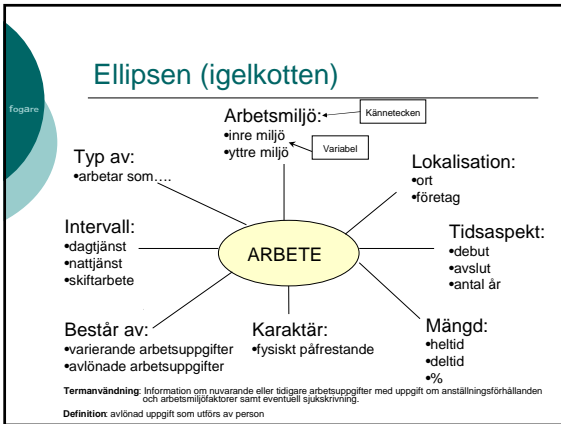 Ellipsen (igelkotten)
fogare
Arbetsmiljö:
Kännetecken
•inre miljö
•yttre miljö
Variabel
Typ av:
•arbetar som….
Lokalisation:
•ort
•företag
Intervall:
•dagtjänst
•nattjänst
•skiftarbete
ARBETE
Tidsaspekt:
•debut
•avslut
•antal år
Består av:
•varierande arbetsuppgifter
•avlönade arbetsuppgifter
Karaktär:
•fysiskt påfrestande
Mängd:
•heltid
•deltid
•%
Termanvändning: Information om nuvarande eller tidigare arbetsuppgifter med uppgift om anställningsförhållanden
och arbetsmiljöfaktorer samt eventuell sjukskrivning.
Definition: avlönad uppgift som utförs av person